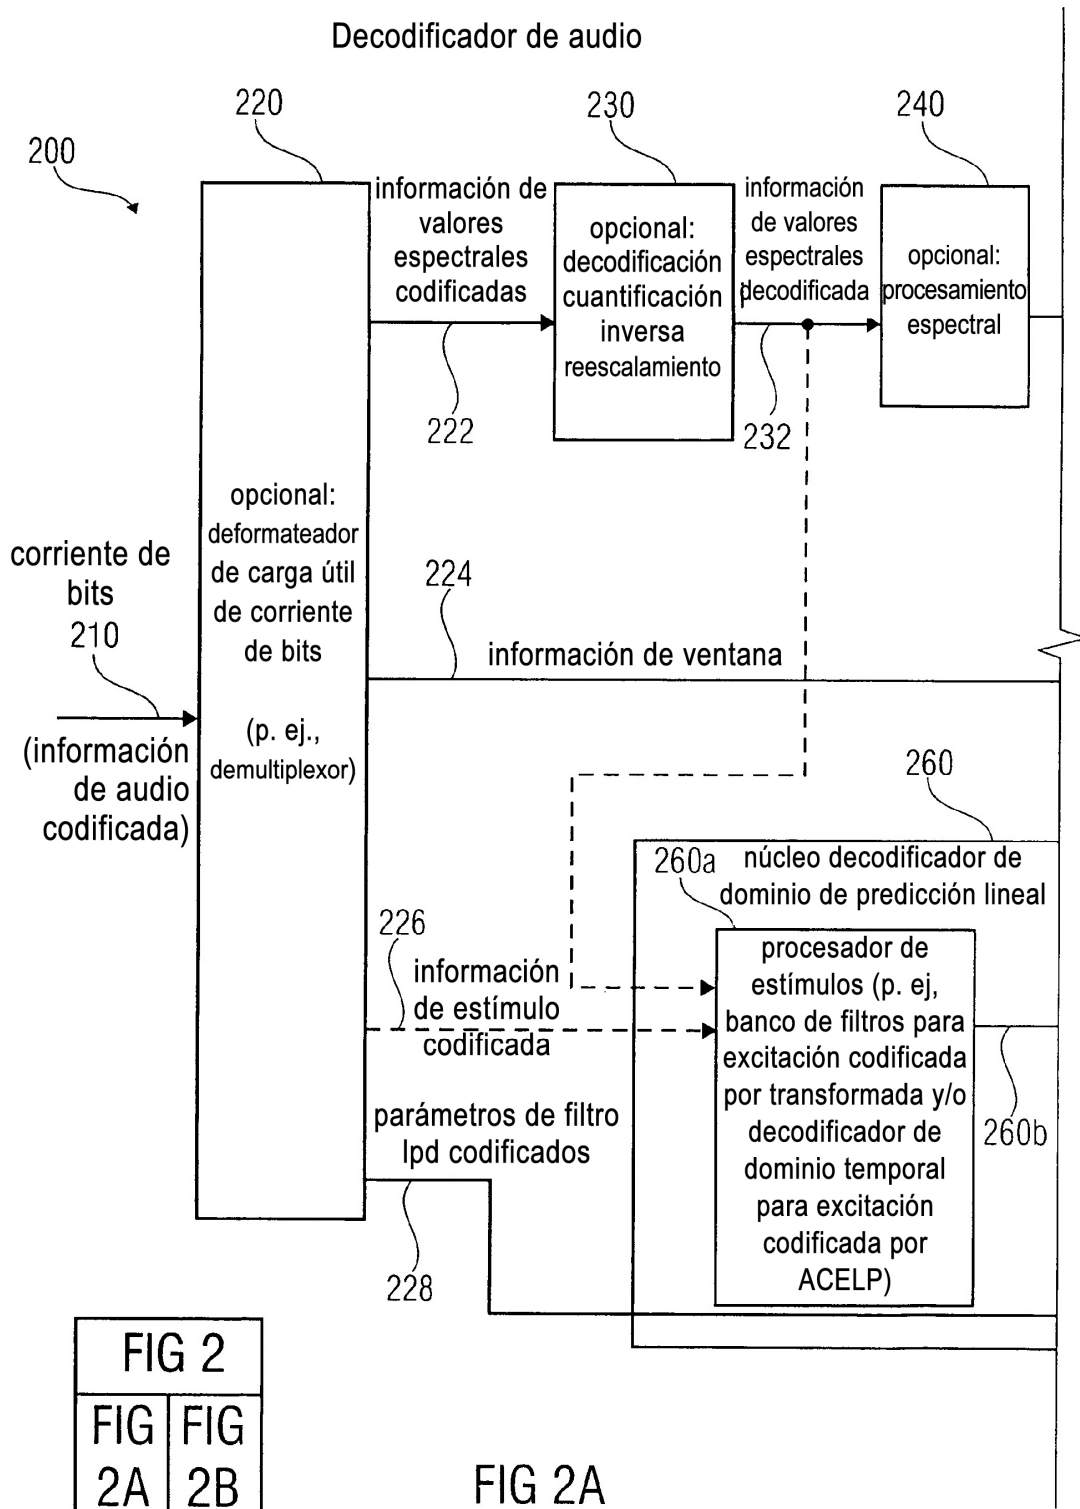 Decodificador de audio
200
220
230
240
información de
valores
espectrales
codificadas
222
opcional:
decodificación
cuantificación
inversa
reescalamiento
información
de valores
espectrales
decodificada
232
opcional:
procesamiento
espectral
opcional:
deformateador
de carga útil
de corriente
de bits
(p. ej.,
demultiplexor)
corriente de
bits
210
(información
de audio
codificada)
224
información de ventana
260
núcleo decodificador de
dominio de predicción lineal
260a
procesador de
estímulos (p. ej,
banco de filtros para
excitación codificada
por transformada y/o
decodificador de
dominio temporal
para excitación
codificada por
ACELP)
260b
226
información
de estímulo
codificada
parámetros de filtro
lpd codificados
228
FIG 2
FIG
2A
FIG
2B
FIG 2A